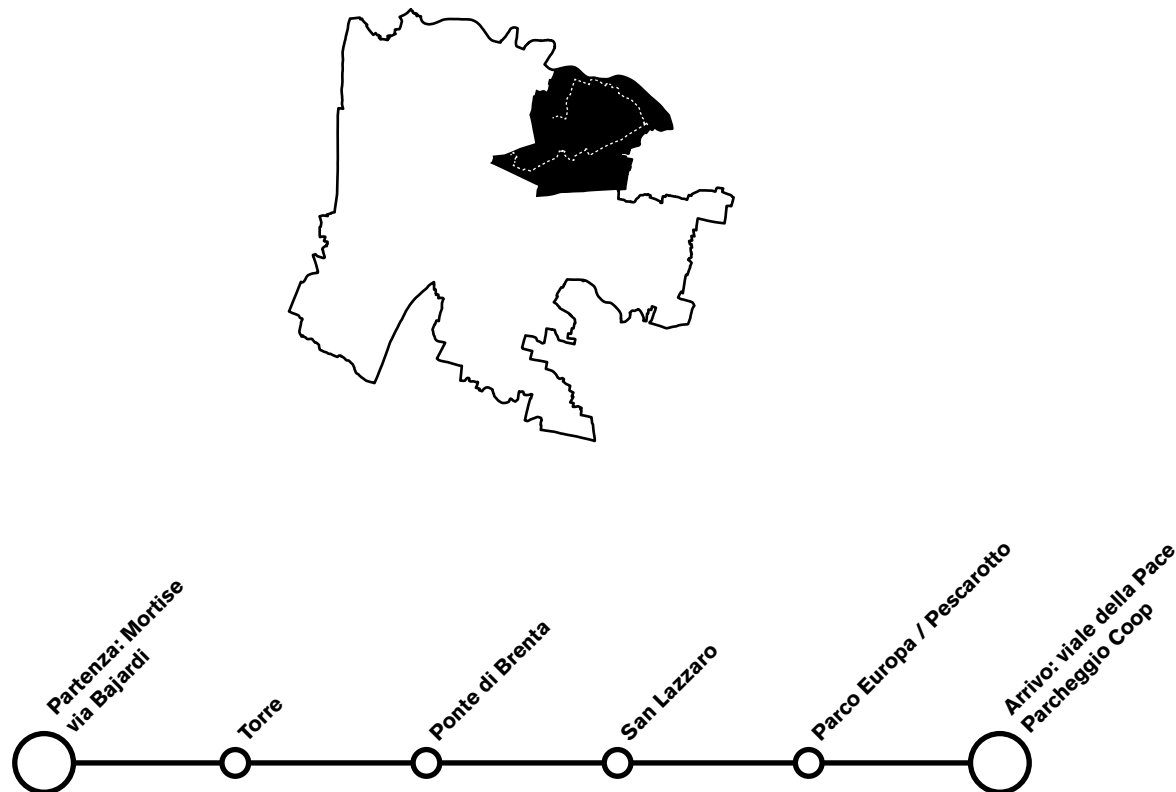 Partenza: Mortise
via Bajardi
Torre
Ponte di Brenta
San Lazzaro
Parco Europa / Pescarotto
Arrivo: viale della Pace
Parcheggio Coop